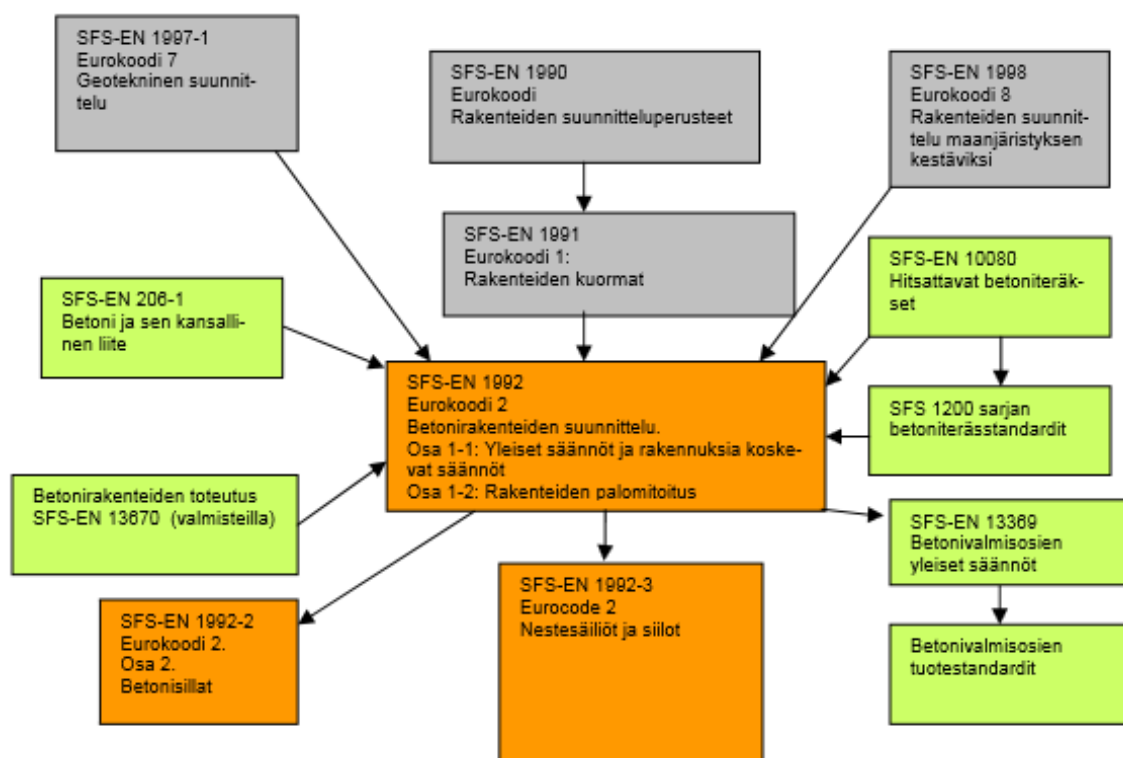 SFS-EN 1997-1
Eurokoodi 7
Geotekninen suunnit-
telu
SFS-EN 1990
Eurokoodi
Rakenteiden suunnitteluperusteet
SFS-EN 1998
Eurokoodi 8
Rakenteiden suunnit-
telu maanjäristyksen
kestäviksi
SFS-EN 1991
Eurokoodi 1:
Rakenteiden kuormat
SFS-EN 10080
Hitsattavat betoniteräk-
set
SFS-EN 206-1
Betoni ja sen kansalli-
nen liite
SFS-EN 1992
Eurokoodi 2
Betonirakenteiden suunnittelu.
Osa 1-1: Yleiset säännöt ja rakennuksia koske-
vat säännöt
Osa 1-2: Rakenteiden palomitoitus
SFS 1200 sarjan
betoniterässtandardit
Betonirakenteiden toteutus
SFS-EN 13670 (valmisteilla)
SFS-EN 13369
Betonivalmisosien
yleiset säännöt
SFS-EN 1992-2
Eurokoodi 2.
Osa 2.
Betonisillat
SFS-EN 1992-3
Eurocode 2
Nestesäiliöt ja siilot
Betonivalmisosien
tuotestandardit